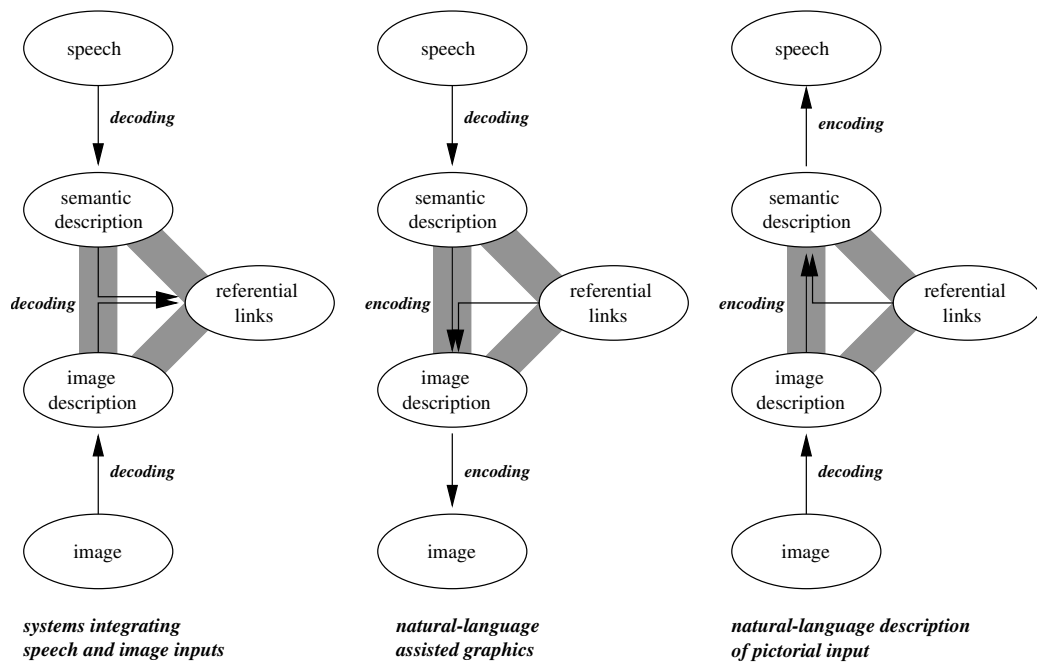 speech
decoding
semantic
description
decoding
referential
links
image
description
decoding
image
systems integrating
speech and image inputs
speech
decoding
semantic
description
encoding
referential
links
image
description
encoding
image
natural-language
assisted graphics
speech
encoding
semantic
description
encoding
referential
links
image
description
decoding
image
natural-language description
of pictorial input